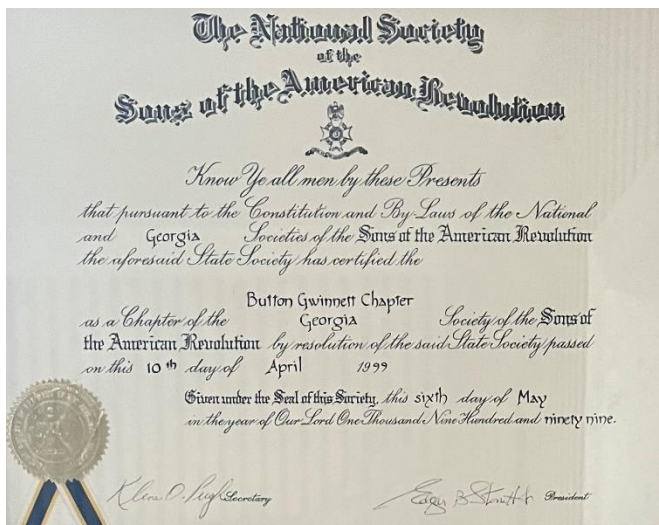 The National Society
of the
Sons of the American Revolution
Know Ye all men by these Presents
that pursuant to the Constitution and By-Laws of the National
and Georgia Societies of the Sons of the American Revolution
the aforesaid State Society has certified the
Button Gwinnett Chapter
as a Chapter of the Georgia Society of the Sons of
the American Revolution by resolution of the said State Society passed
on this 10th day of April 1999
Given under the Seal of this Society, this sixth day of May
in the year of Our Lord One Thousand Nine Hundred and ninety nine.
Secretary President